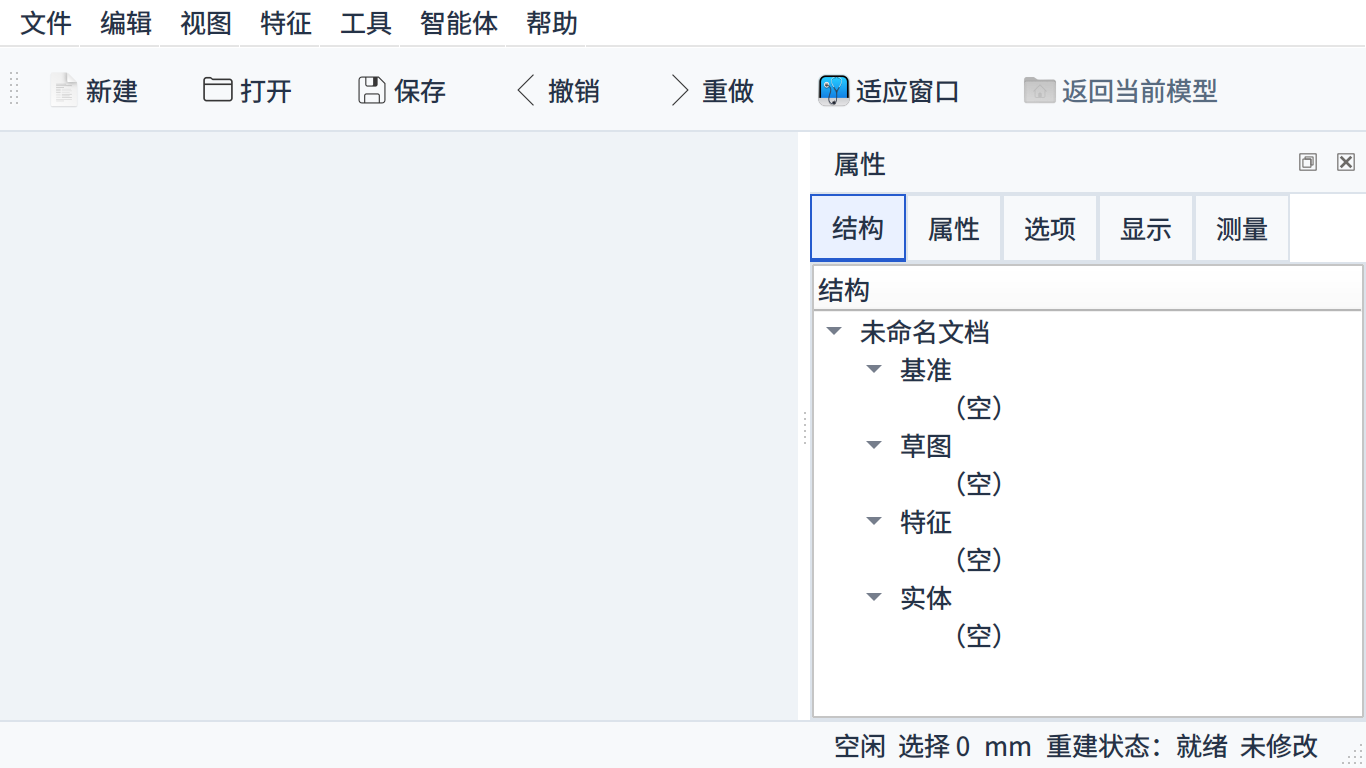 文件 编辑 视图 特征 工具 智能体 帮助
新建 打开 保存 撤销 重做 适应窗口 返回当前模型
属性
结构 属性 选项 显示 测量
结构
未命名文档
基准
（空）
草图
（空）
特征
（空）
实体
（空）
空闲 选择 0 mm 重建状态：就绪 未修改